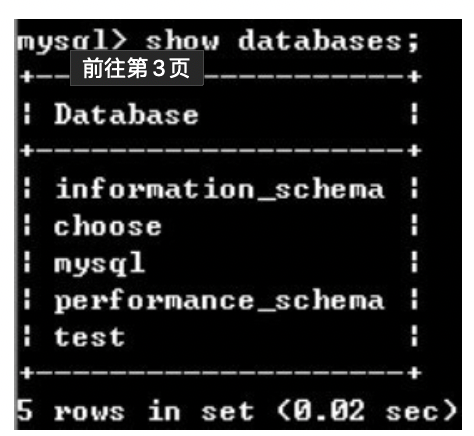 mysql> show databases;
前往第3页
+--------------------+
| Database |
+--------------------+
| information_schema |
| choose |
| mysql |
| performance_schema |
| test |
+--------------------+
5 rows in set (0.02 sec)